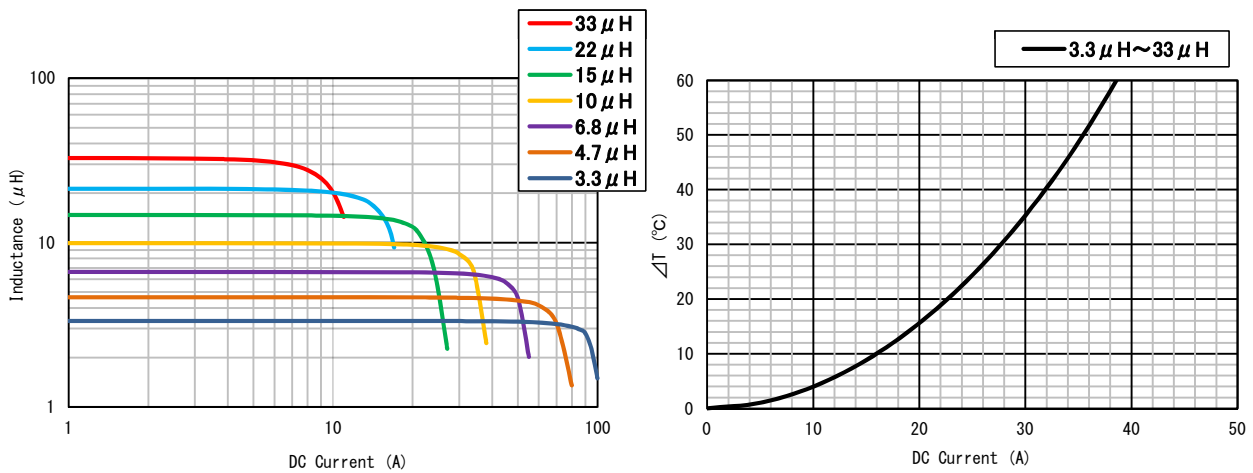 33μH
22μH
15μH
10μH
6.8μH
4.7μH
3.3μH
100
10
1
Inductance (μH)
1
10
100
DC Current (A)
3.3μH～33μH
60
50
40
30
20
10
0
⊿T (℃)
0
10
20
30
40
50
DC Current (A)